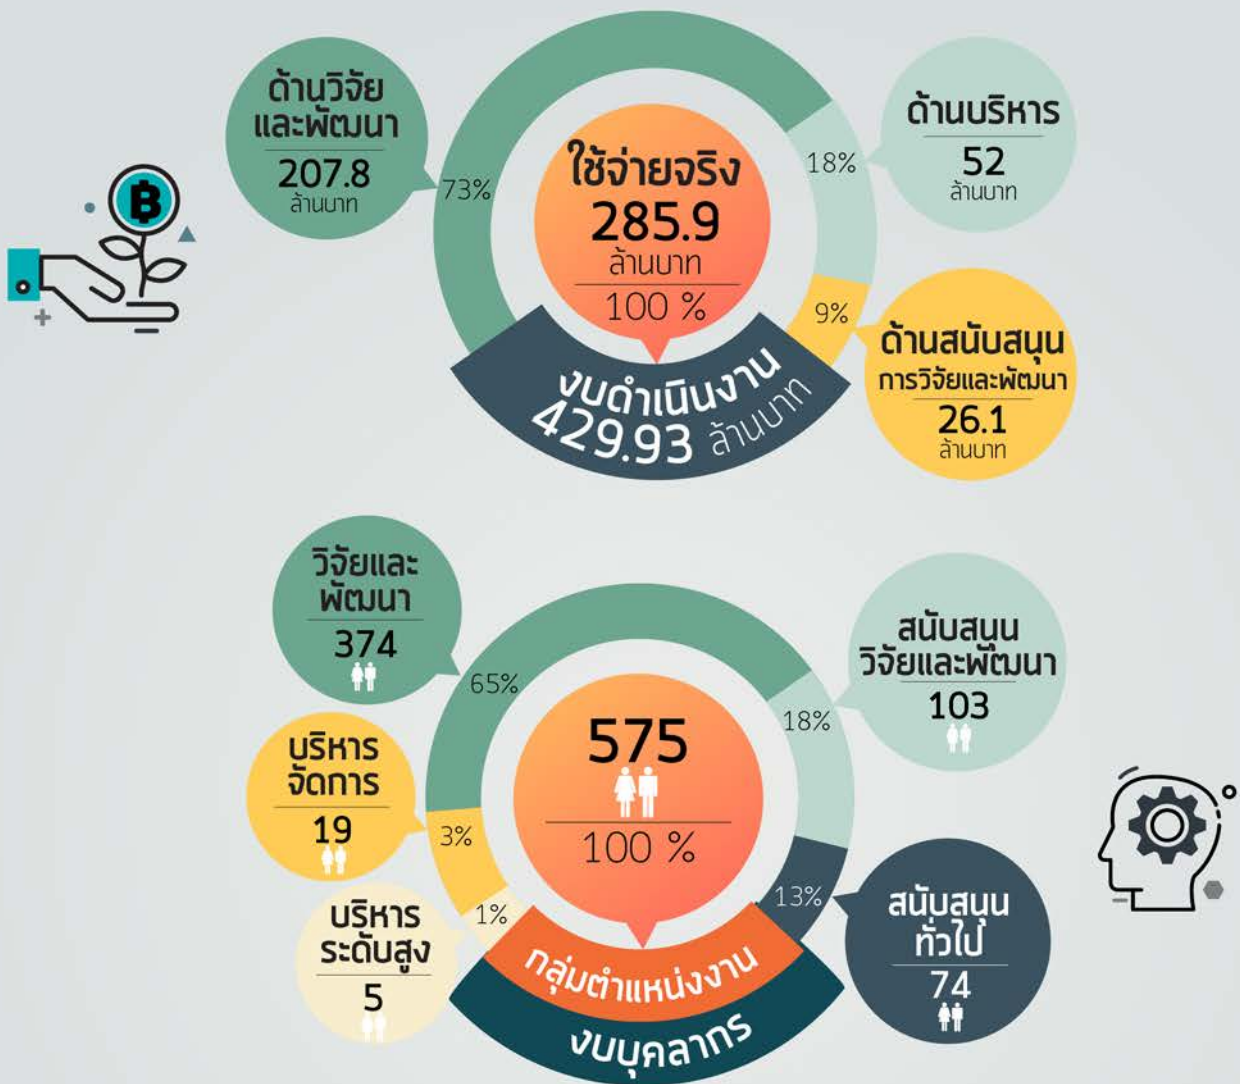 ด้านวิจัย
และพัฒนา
207.8
ล้านบาท
73%
ใช้จ่ายจริง
285.9
ล้านบาท
100 %
18%
ด้านบริหาร
52
ล้านบาท
9%
ด้านสนับสนุน
การวิจัยและพัฒนา
26.1
ล้านบาท
งบดำเนินงาน
429.93 ล้านบาท
฿
วิจัยและ
พัฒนา
374
65%
สนับสนุน
วิจัยและพัฒนา
103
18%
575
100 %
บริหาร
จัดการ
19
3%
บริหาร
ระดับสูง
5
1%
13%
สนับสนุน
ทั่วไป
74
กลุ่มตำแหน่งงาน
งบบุคลากร